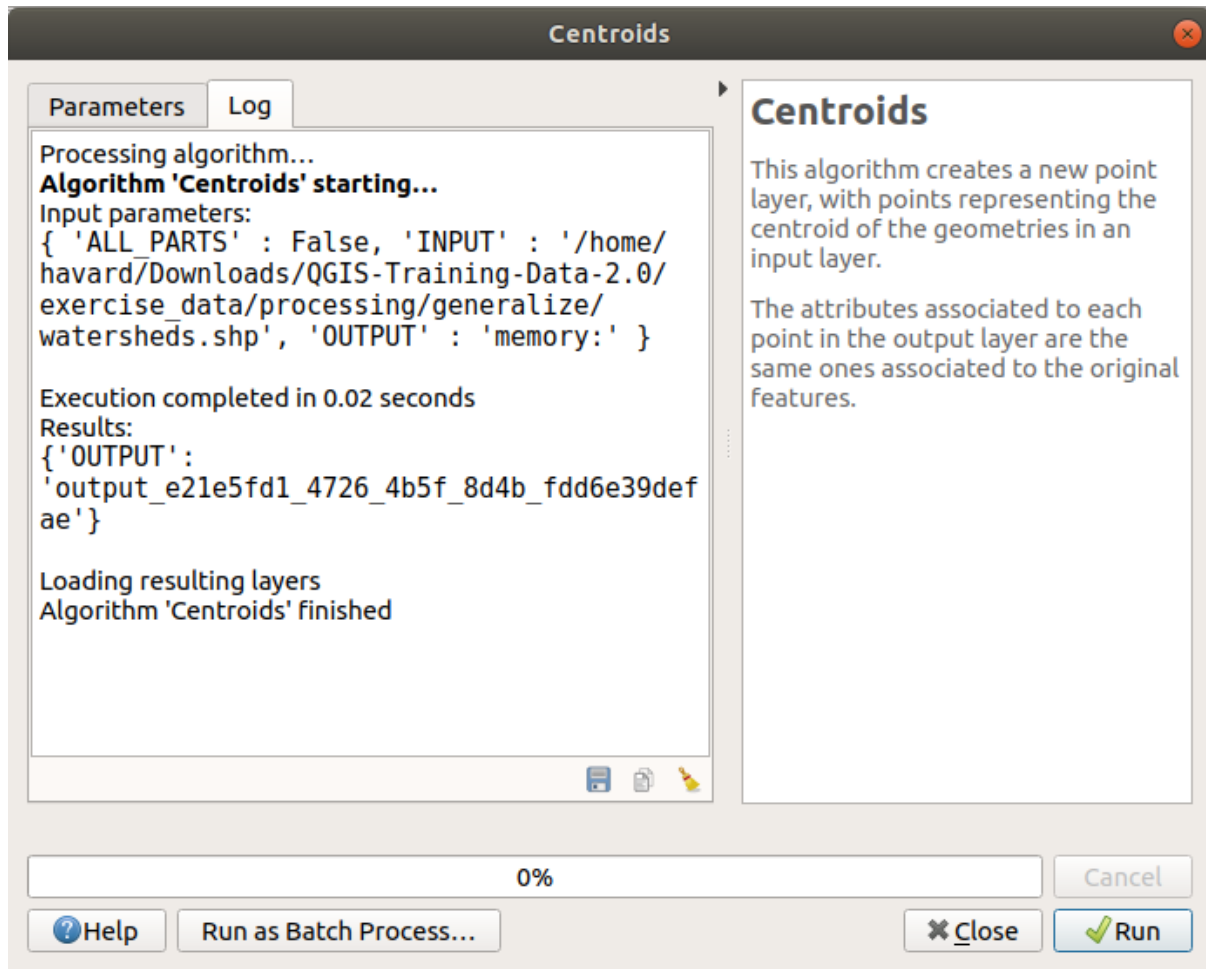 Centroids
Parameters
Log
Processing algorithm…
Algorithm 'Centroids' starting…
Input parameters:
{ 'ALL_PARTS' : False, 'INPUT' : '/home/
havard/Downloads/QGIS-Training-Data-2.0/
exercise_data/processing/generalize/
watersheds.shp', 'OUTPUT' : 'memory:' }
Execution completed in 0.02 seconds
Results:
{'OUTPUT':
'output_e21e5fd1_4726_4b5f_8d4b_fdd6e39def
ae'}
Loading resulting layers
Algorithm 'Centroids' finished
Centroids
This algorithm creates a new point
layer, with points representing the
centroid of the geometries in an
input layer.
The attributes associated to each
point in the output layer are the
same ones associated to the original
features.
0%
Cancel
Help
Run as Batch Process…
Close
Run